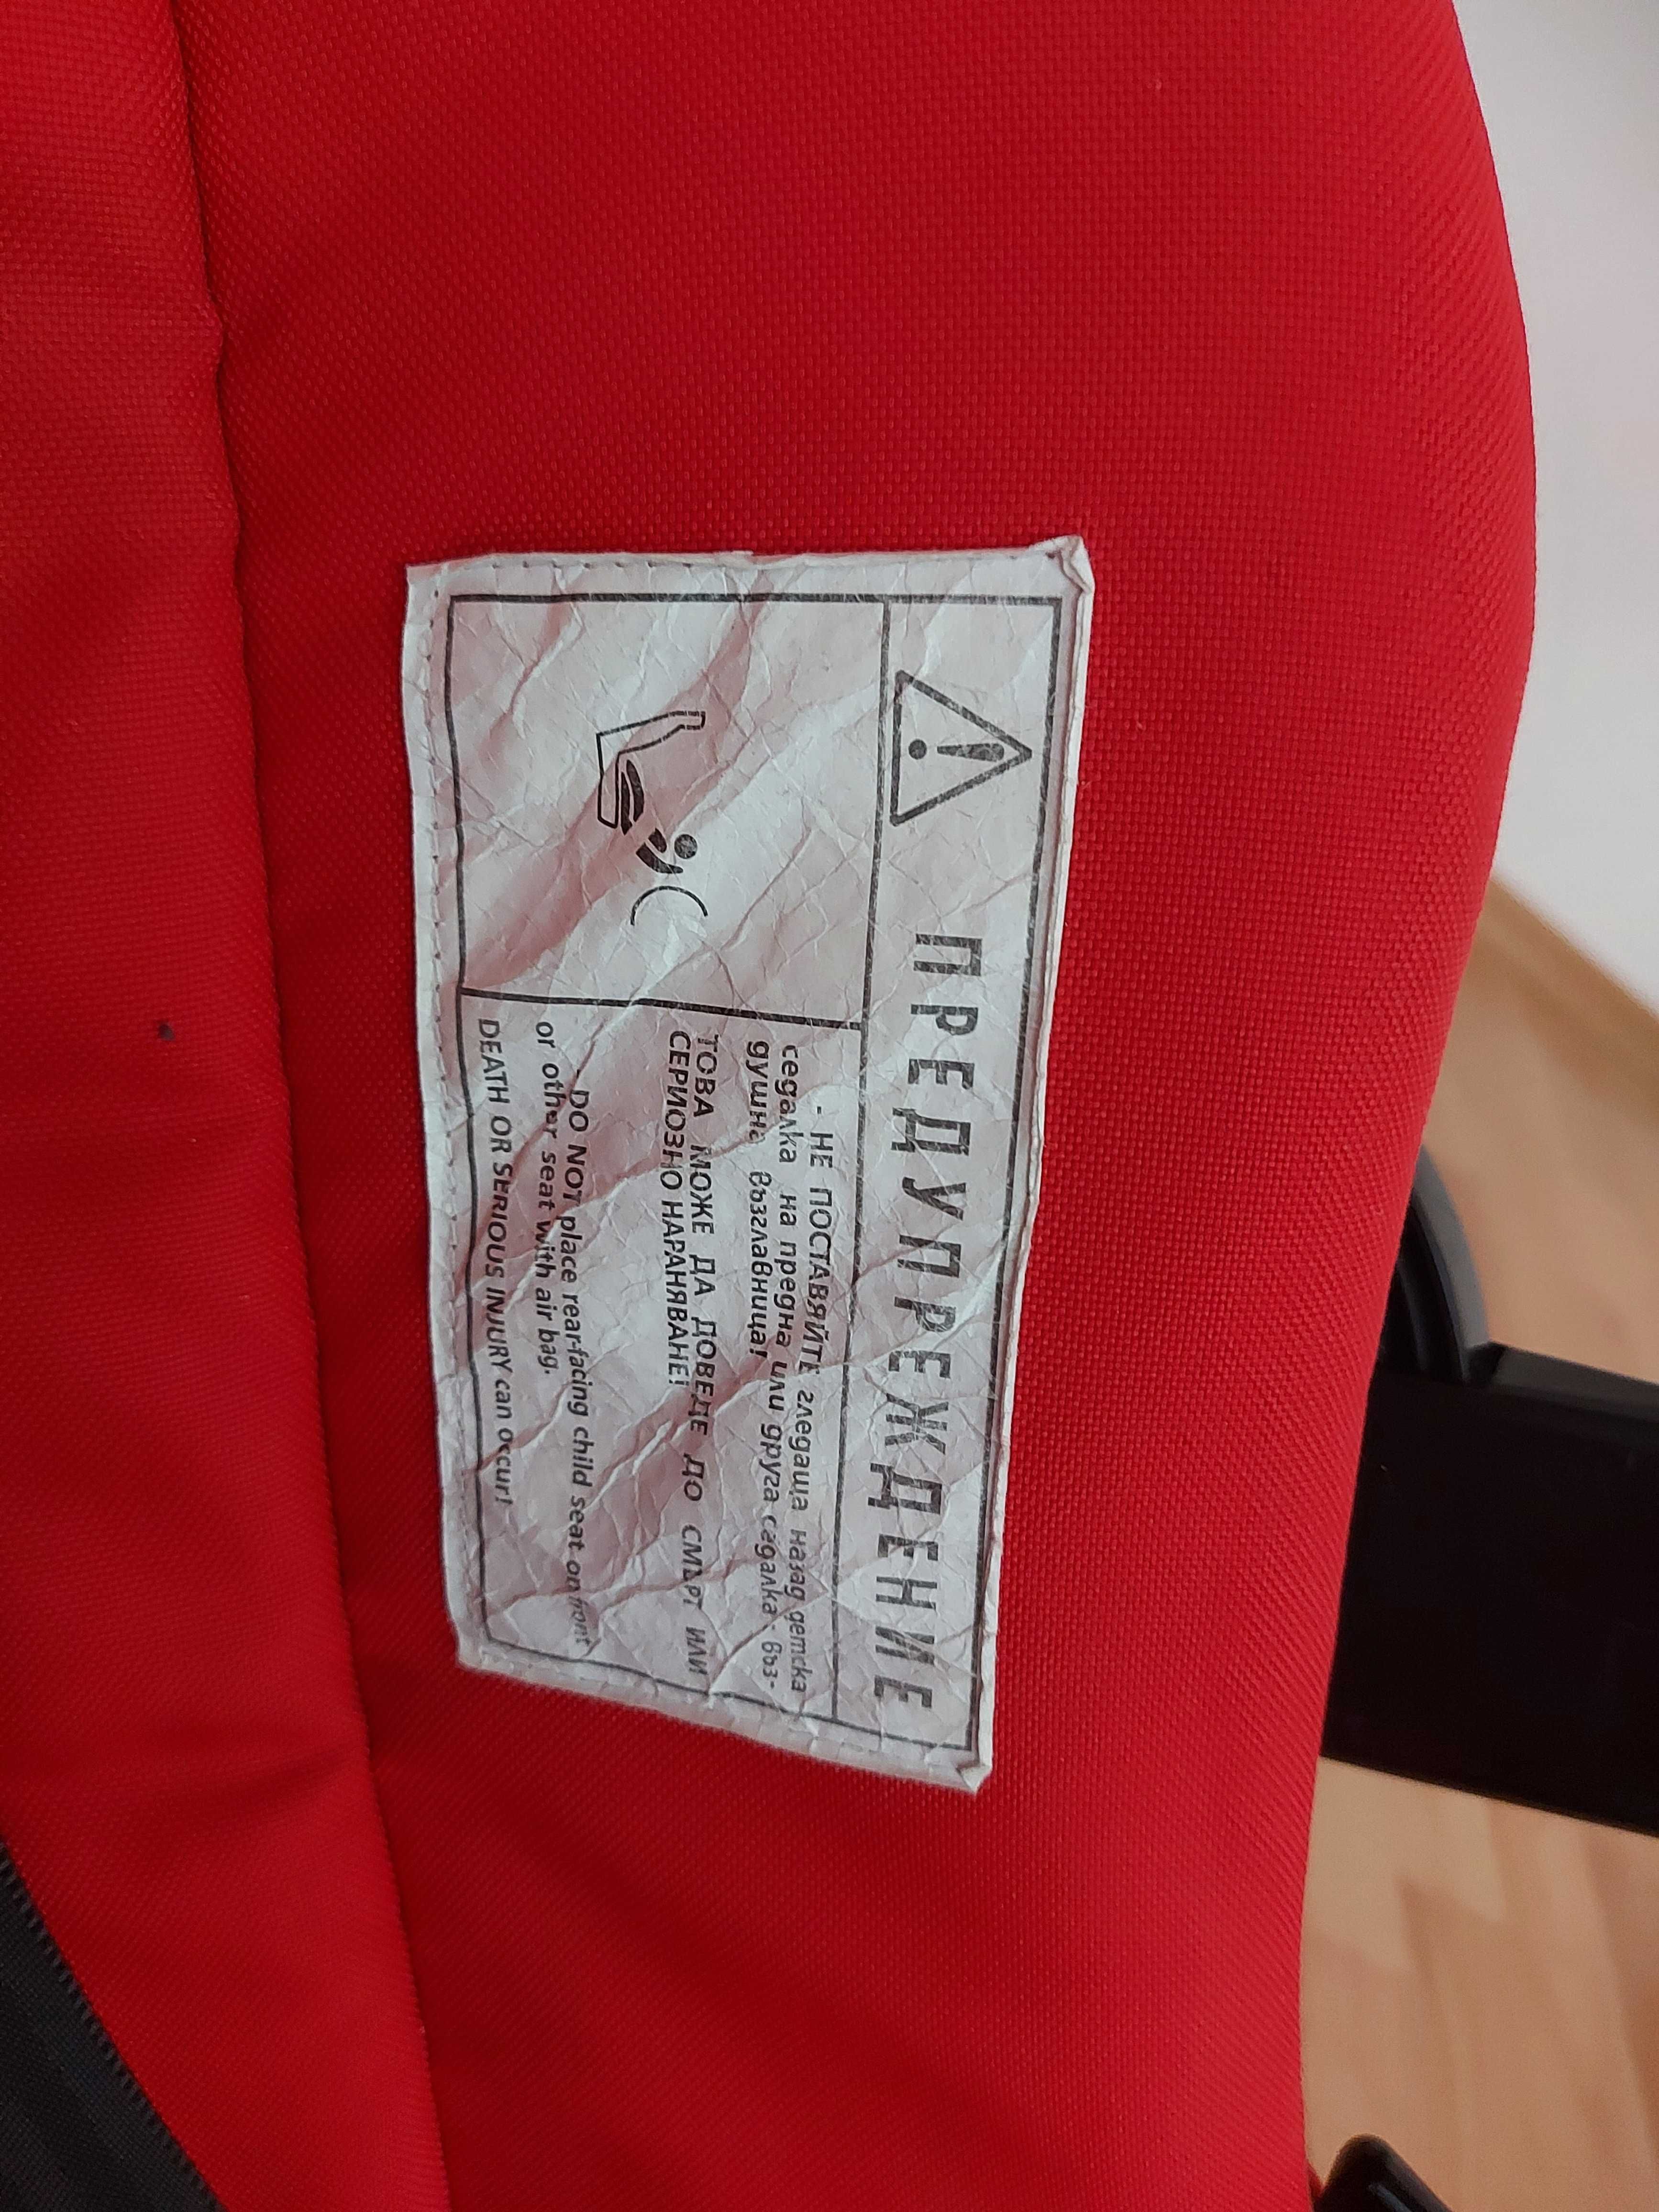 ПРЕДУПРЕЖДЕНИЕ
- НЕ ПОСТАВЯЙТЕ гледаща назад детска
седалка на предна или друга седалка с въз-
душна възглавница!
ТОВА МОЖЕ ДА ДОВЕДЕ ДО СМЪРТ ИЛИ
СЕРИОЗНО НАРАНЯВАНЕ!
- DO NOT place rear-facing child seat on front
or other seat with air bag.
DEATH OR SERIOUS INJURY can occur!